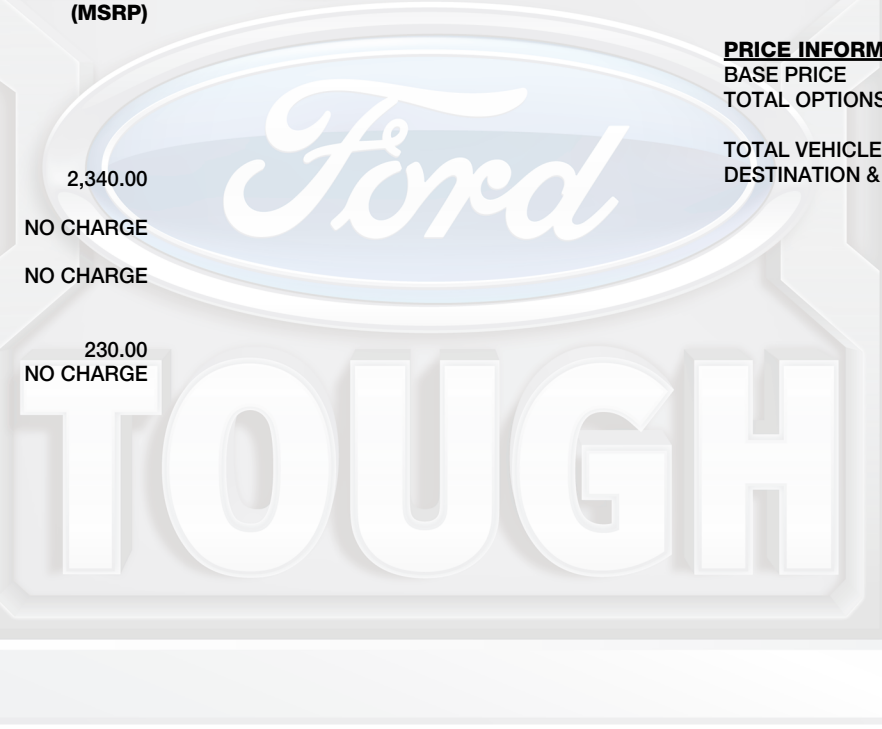 (MSRP)
2,340.00
NO CHARGE
NO CHARGE
230.00
NO CHARGE
PRICE INFORM
BASE PRICE
TOTAL OPTIONS
TOTAL VEHICLE
DESTINATION &
Ford
TOUGH